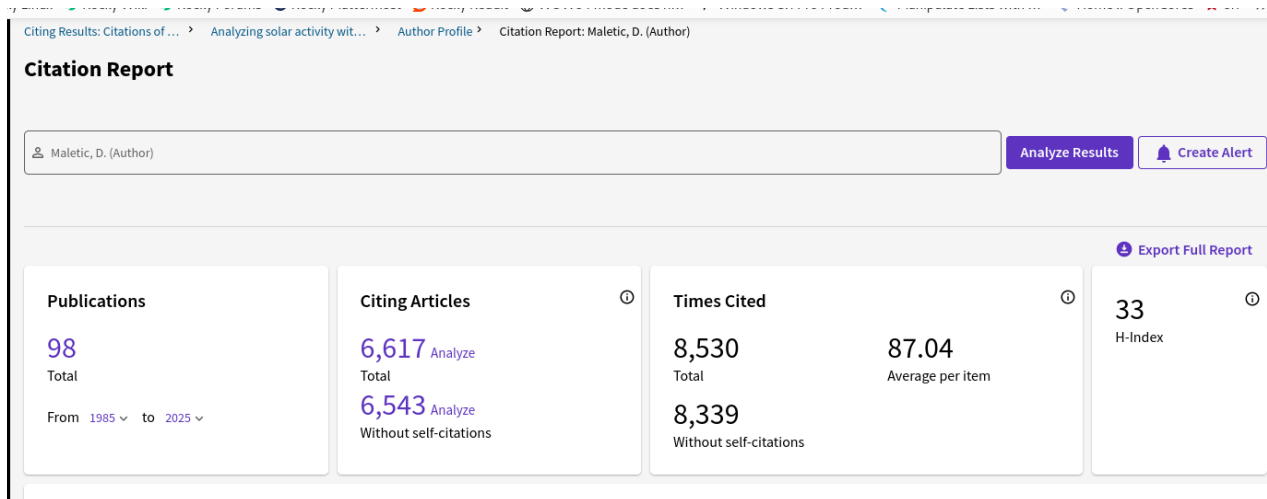 Citing Results: Citations of ... > Analyzing solar activity wit... > Author Profile > Citation Report: Maletic, D. (Author)
Citation Report
Maletic, D. (Author)
Analyze Results
Create Alert
Export Full Report
Publications
98
Total
From 1985 to 2025
Citing Articles
6,617 Analyze
Total
6,543 Analyze
Without self-citations
Times Cited
8,530
Total
87.04
Average per item
8,339
Without self-citations
33
H-Index